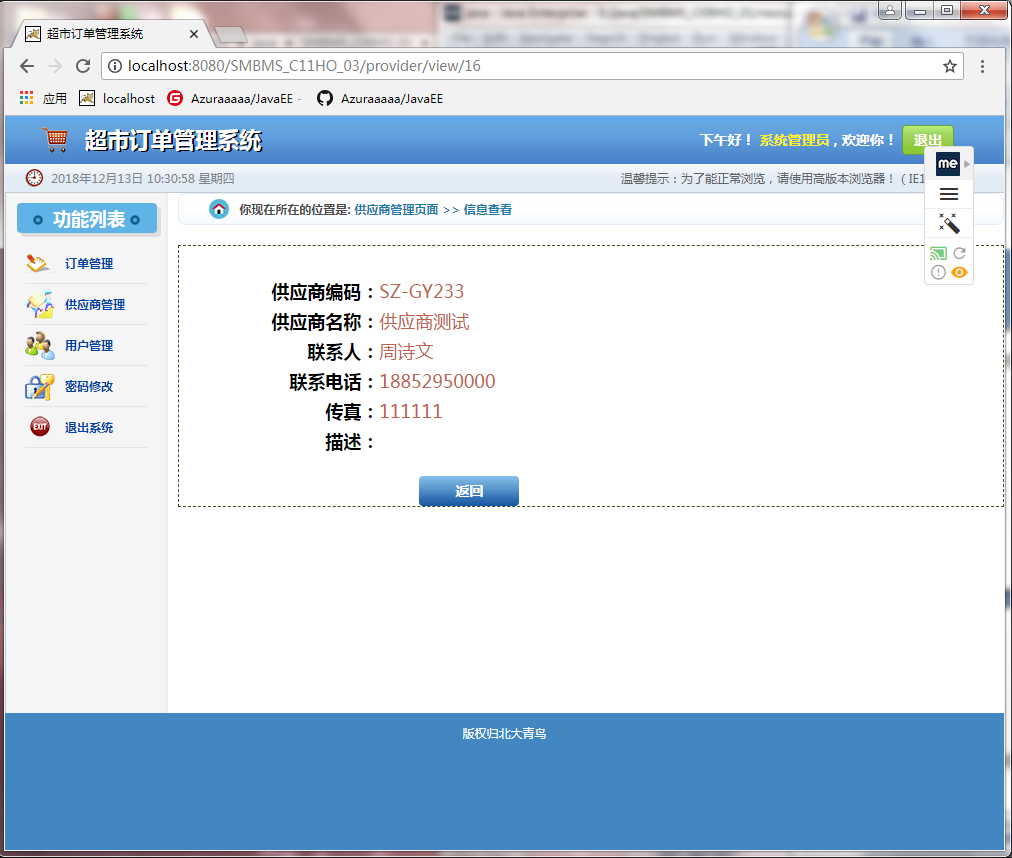 超市订单管理系统
localhost:8080/SMBMS_C11HO_03/provider/view/16
应用 localhost Azuraaaaa/JavaEE - Azuraaaaa/JavaEE
超市订单管理系统 下午好！ 系统管理员 , 欢迎你！ 退出
me
2018年12月13日 10:30:58 星期四 温馨提示：为了能正常浏览，请使用高版本浏览器！（IE1
功能列表
你现在所在的位置是: 供应商管理页面 >> 信息查看
订单管理
供应商管理
用户管理
密码修改
EXIT 退出系统
供应商编码：SZ-GY233
供应商名称：供应商测试
联系人：周诗文
联系电话：18852950000
传真：111111
描述：
返回
版权归北大青鸟